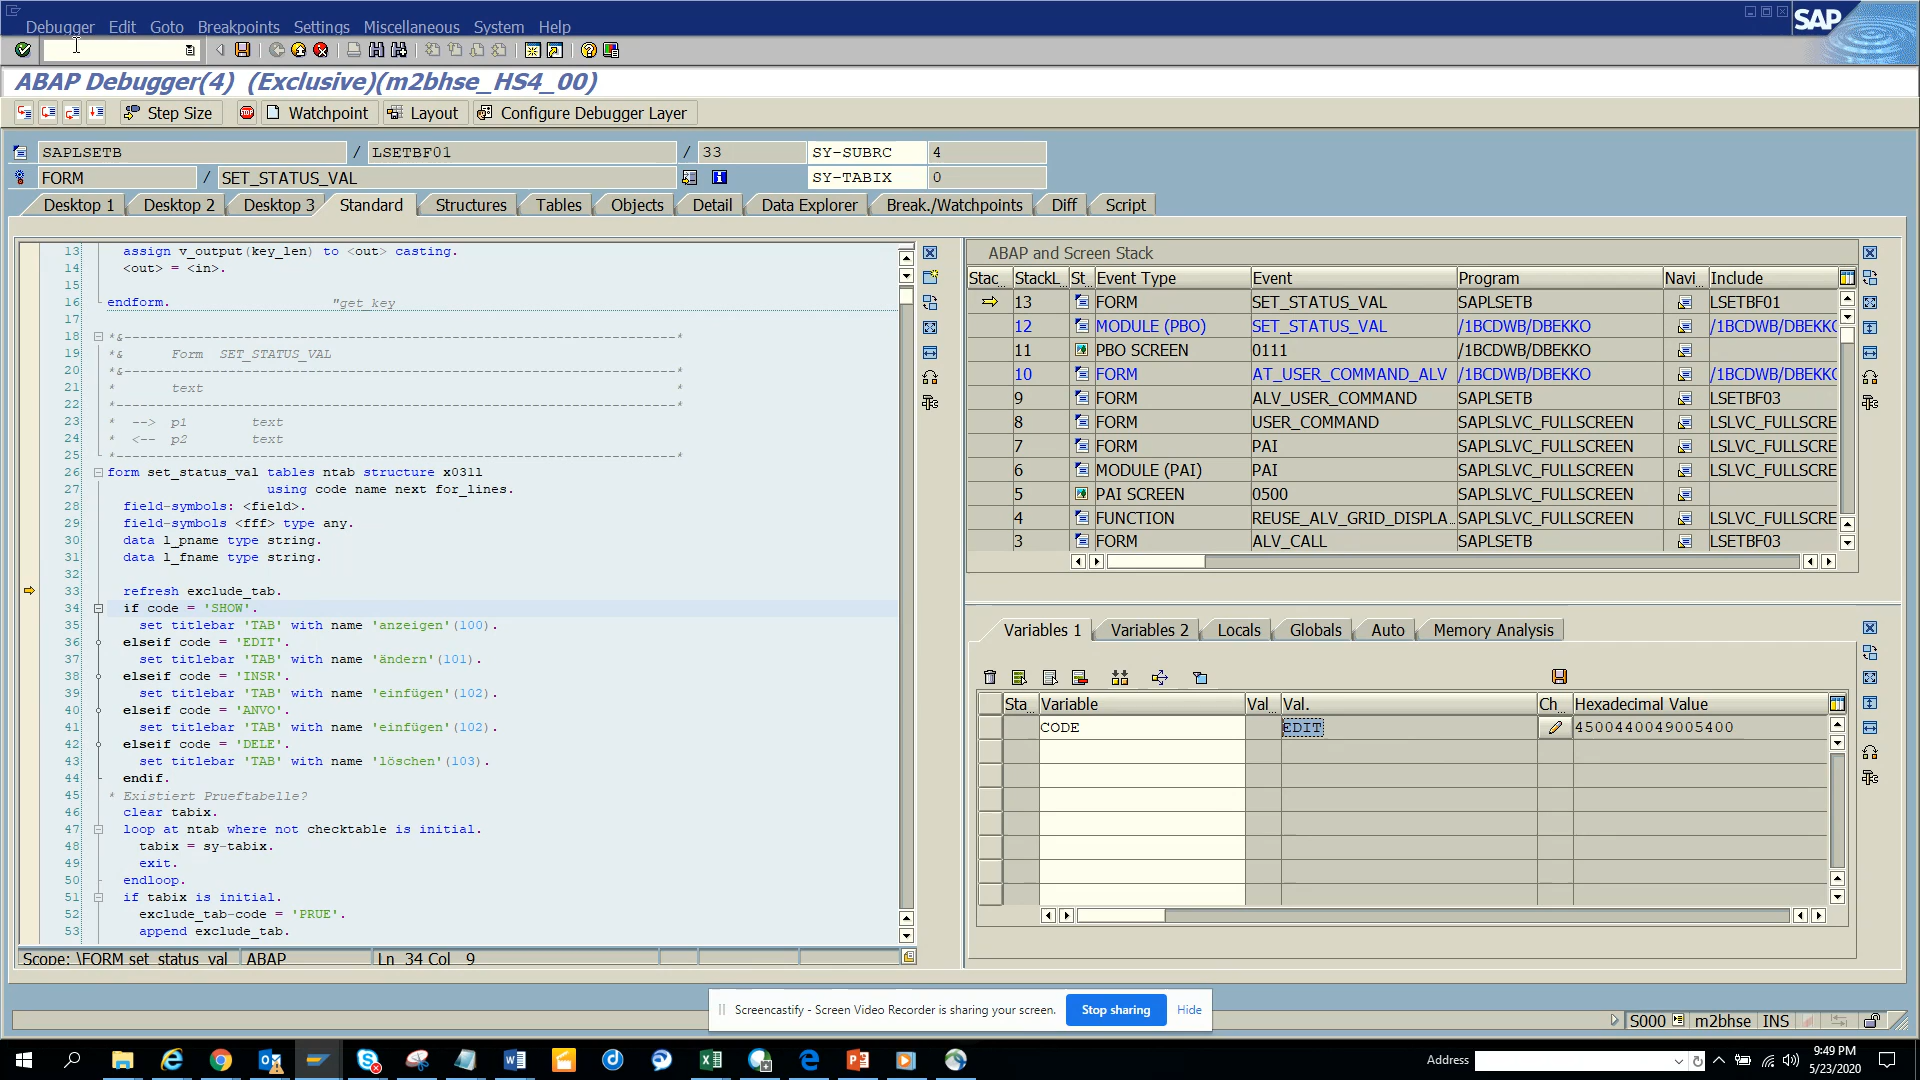 Debugger Edit Goto Breakpoints Settings Miscellaneous System Help
SAP
ABAP Debugger(4) (Exclusive)(m2bhse_HS4_00)
Step Size Watchpoint Layout Configure Debugger Layer
SAPLSETB / LSETBF01 / 33 SY-SUBRC 4
FORM / SET_STATUS_VAL SY-TABIX 0
Desktop 1 Desktop 2 Desktop 3 Standard Structures Tables Objects Detail Data Explorer Break./Watchpoints Diff Script
13 assign v_output(key_len) to <out> casting.
14 <out> = <in>.
15
16 endform. "get_key
17
18 *&---------------------------------------------------------------------*
19 *& Form SET_STATUS_VAL
20 *&---------------------------------------------------------------------*
21 * text *
22 *----------------------------------------------------------------------*
23 * --> p1 text
24 * <-- p2 text
25 *----------------------------------------------------------------------*
26 form set_status_val tables ntab structure x031l
27 using code name next for_lines.
28 field-symbols: <field>.
29 field-symbols <fff> type any.
30 data l_pname type string.
31 data l_fname type string.
32
33 refresh exclude_tab.
34 if code = 'SHOW'.
35 set titlebar 'TAB' with name 'anzeigen'(100).
36 elseif code = 'EDIT'.
37 set titlebar 'TAB' with name 'ändern'(101).
38 elseif code = 'INSR'.
39 set titlebar 'TAB' with name 'einfügen'(102).
40 elseif code = 'ANVO'.
41 set titlebar 'TAB' with name 'einfügen'(102).
42 elseif code = 'DELE'.
43 set titlebar 'TAB' with name 'löschen'(103).
44 endif.
45 * Existiert Prueftabelle?
46 clear tabix.
47 loop at ntab where not checktable is initial.
48 tabix = sy-tabix.
49 exit.
50 endloop.
51 if tabix is initial.
52 exclude_tab-code = 'PRUE'.
53 append exclude_tab.
Scope: \FORM set_status_val ABAP Ln 34 Col 9
ABAP and Screen Stack
Stac.. StackL.. St.. Event Type Event Program Navi.. Include
13 FORM SET_STATUS_VAL SAPLSETB LSETBF01
12 MODULE (PBO) SET_STATUS_VAL /1BCDWB/DBEKKO /1BCDWB/DBEKKO
11 PBO SCREEN 0111 /1BCDWB/DBEKKO
10 FORM AT_USER_COMMAND_ALV /1BCDWB/DBEKKO /1BCDWB/DBEKKO
9 FORM ALV_USER_COMMAND SAPLSETB LSETBF03
8 FORM USER_COMMAND SAPLSLVC_FULLSCREEN LSLVC_FULLSCRE
7 FORM PAI SAPLSLVC_FULLSCREEN LSLVC_FULLSCRE
6 MODULE (PAI) PAI SAPLSLVC_FULLSCREEN LSLVC_FULLSCRE
5 PAI SCREEN 0500 SAPLSLVC_FULLSCREEN
4 FUNCTION REUSE_ALV_GRID_DISPLA... SAPLSLVC_FULLSCREEN LSLVC_FULLSCRE
3 FORM ALV_CALL SAPLSETB LSETBF03
Variables 1 Variables 2 Locals Globals Auto Memory Analysis
Sta.. Variable Val.. Val. Ch.. Hexadecimal Value
CODE EDIT 4500440049005400
Screencastify - Screen Video Recorder is sharing your screen. Stop sharing Hide
S000 m2bhse INS
Address
9:49 PM
5/23/2020